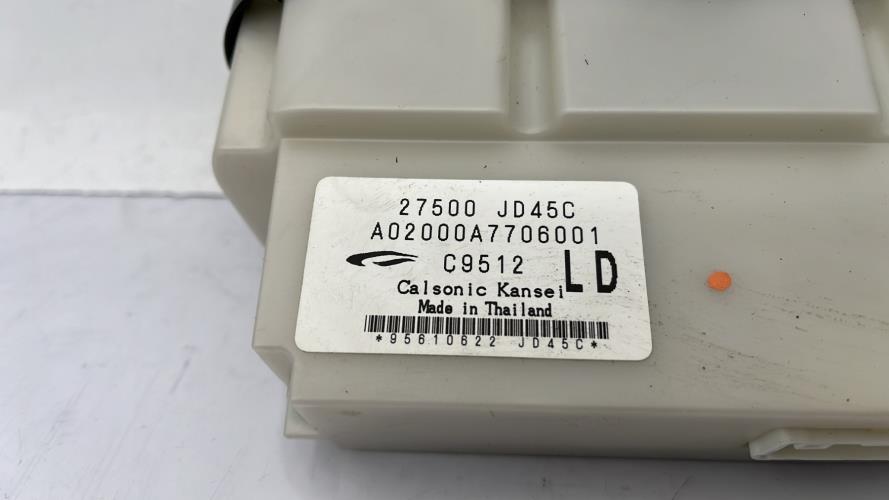 27500 JD45C
A02000A7706001
C9512 LD
Calsonic Kansei
Made in Thailand
*95610622 JD45C*